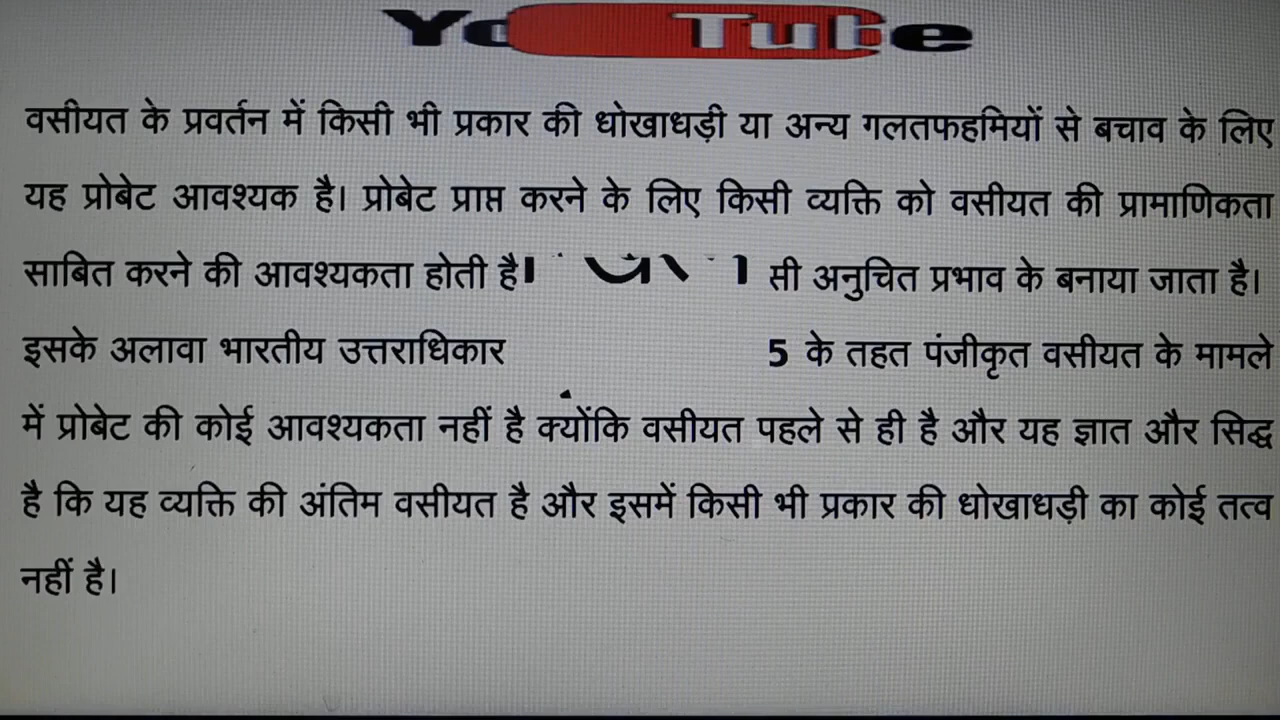 YouTube
वसीयत के प्रवर्तन में किसी भी प्रकार की धोखाधड़ी या अन्य गलतफहमियों से बचाव के लिए
यह प्रोबेट आवश्यक है। प्रोबेट प्राप्त करने के लिए किसी व्यक्ति को वसीयत की प्रामाणिकता
साबित करने की आवश्यकता होती है। अनुचित प्रभाव के बनाया जाता है।
इसके अलावा भारतीय उत्तराधिकार 5 के तहत पंजीकृत वसीयत के मामले
में प्रोबेट की कोई आवश्यकता नहीं है क्योंकि वसीयत पहले से ही है और यह ज्ञात और सिद्ध
है कि यह व्यक्ति की अंतिम वसीयत है और इसमें किसी भी प्रकार की धोखाधड़ी का कोई तत्व
नहीं है।